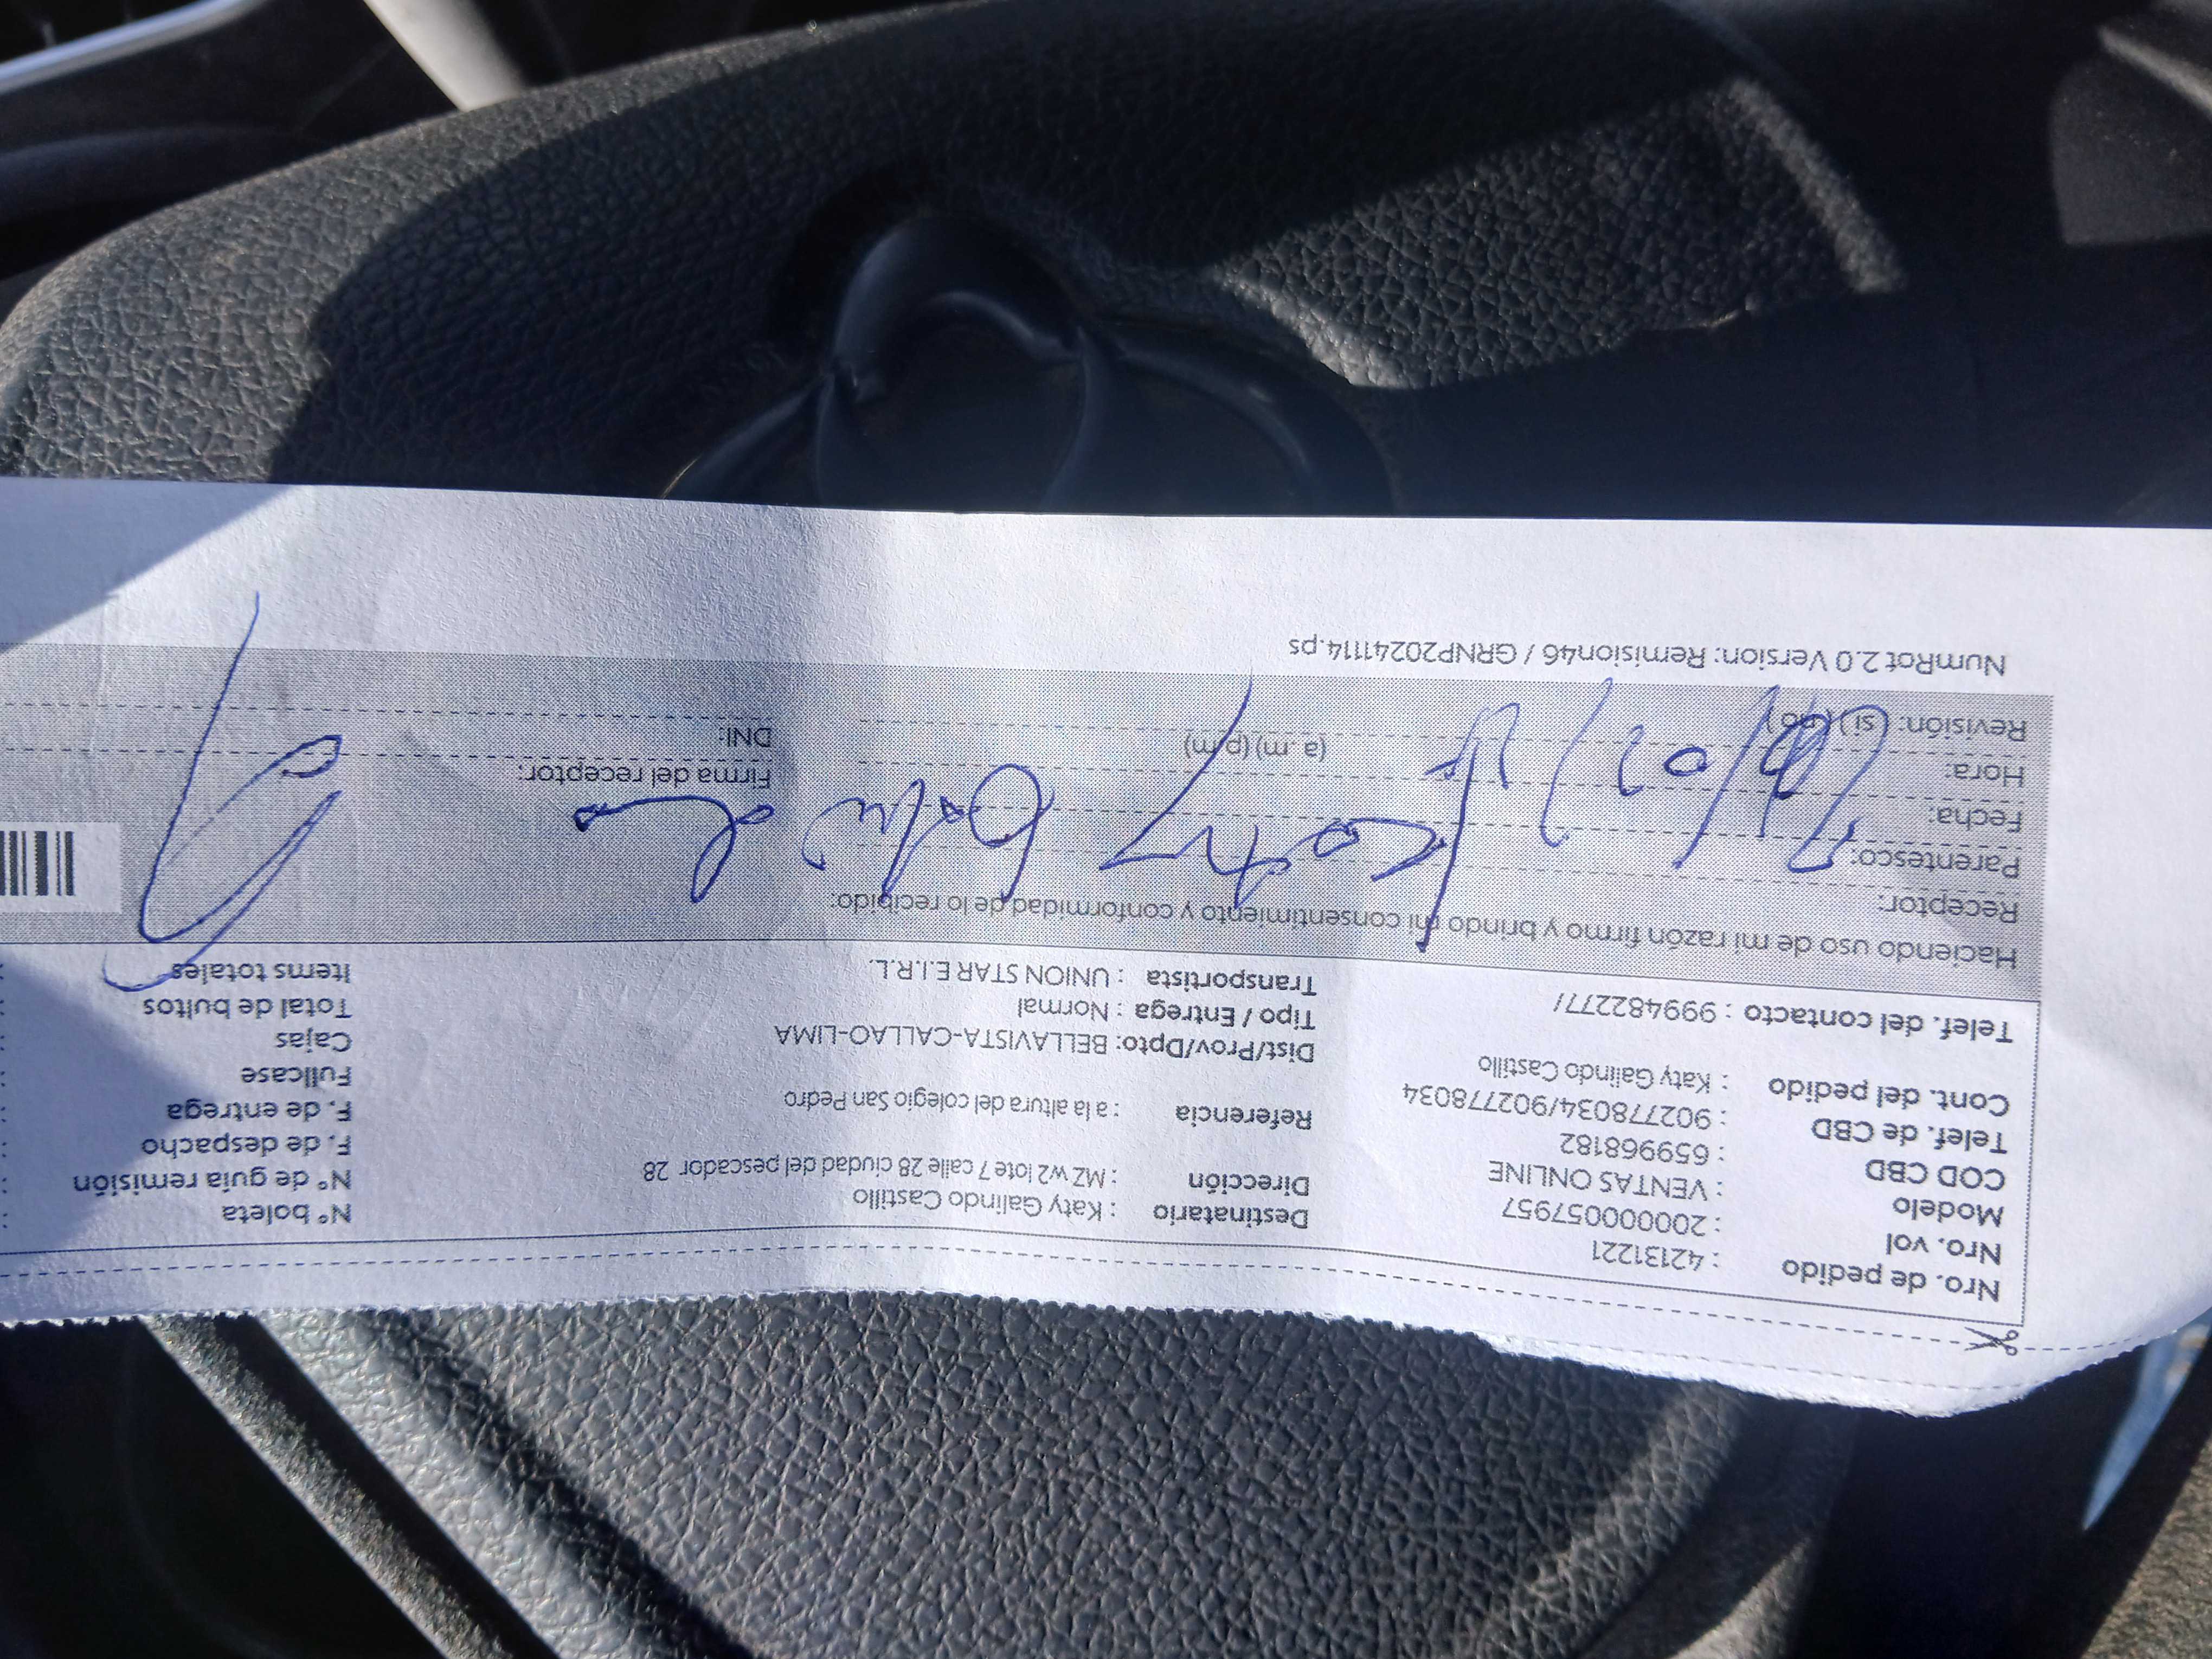 Nro. de pedido : 42131221
Nro. vol : 20000057957
Modelo : VENTAS ONLINE
COD CBD : 659968182
Telef. de CBD : 902778034/902778034
Cont. del pedido : Katy Galindo Castillo
Telef. del contacto : 999482277/
Destinatario : Katy Galindo Castillo
Dirección : MZ w2 lote 7 calle 28 ciudad del pescador 28
Referencia : a la altura del colegio San Pedro
Dist/Prov/Dpto: BELLAVISTA-CALLAO-LIMA
Tipo / Entrega : Normal
Transportista : UNION STAR E.I.R.L.
N° boleta :
N° de guía remisión :
F. de despacho :
F. de entrega :
Fullcase :
Cajas :
Total de bultos :
Items totales :
Haciendo uso de mi razón firmo y brindo mi consentimiento y conformidad de lo recibido:
Receptor:
Parentesco:
Fecha:
Hora: (a. m) (p.m)
Revisión: (si) (no)
Firma del receptor:
DNI:
Katy
NumRot 2.0 Version: Remision46 / GRNP20241114.ps